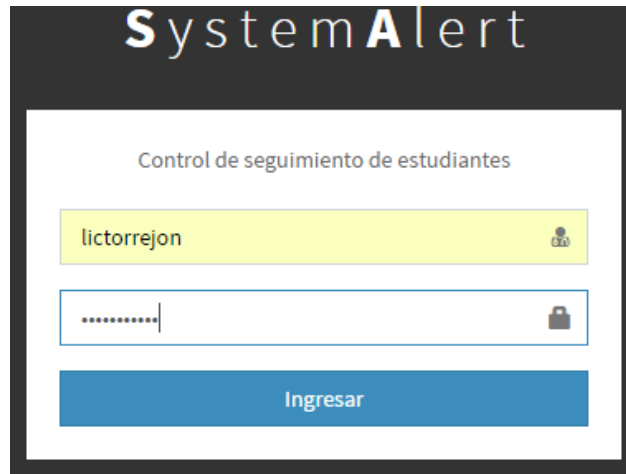 SystemAlert
Control de seguimiento de estudiantes
lictorrejon
•••••••••••
Ingresar